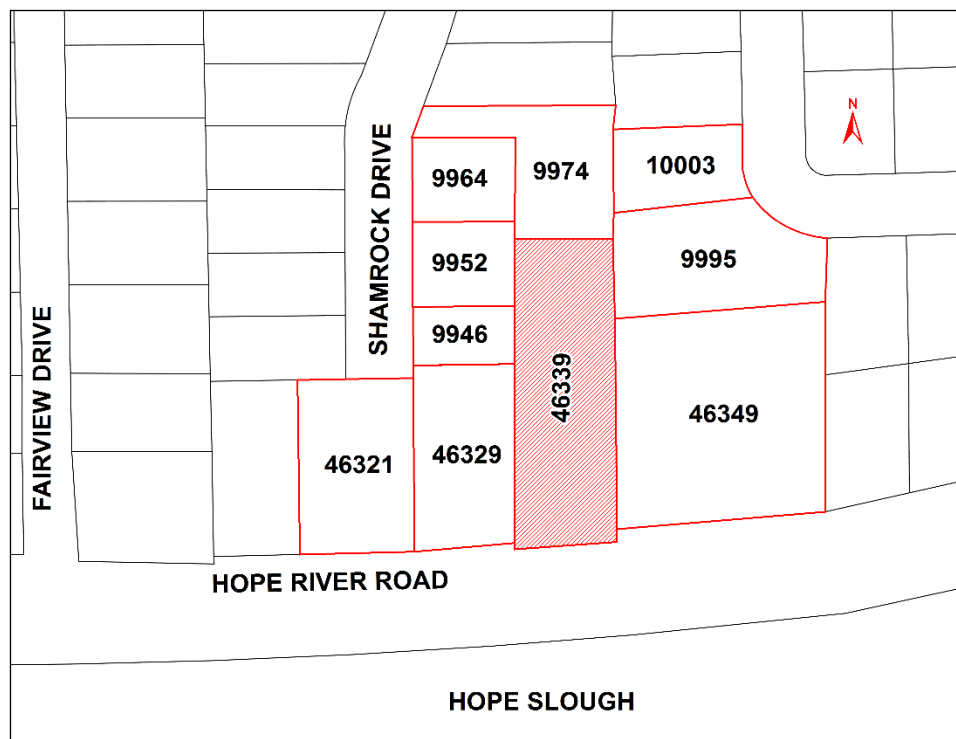 N
SHAMROCK DRIVE
9964
9974
10003
9952
9995
9946
FAIRVIEW DRIVE
46339
46349
46321
46329
HOPE RIVER ROAD
HOPE SLOUGH